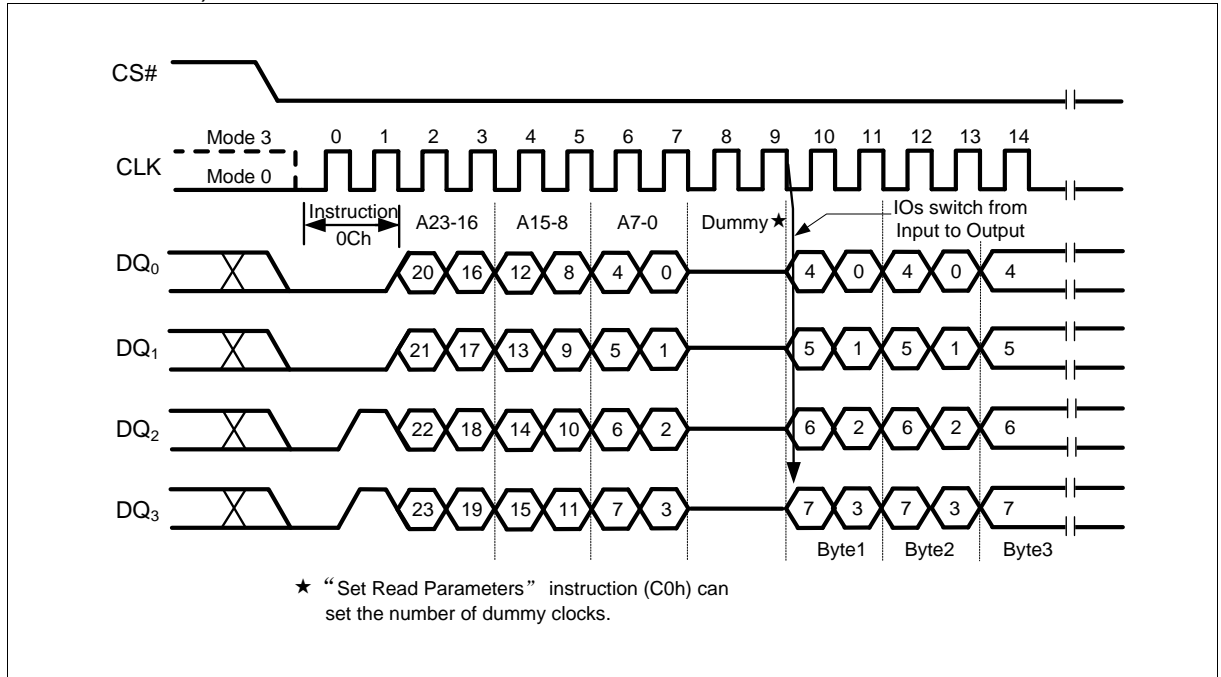 CS#
Mode 3
0 1 2 3 4 5 6 7 8 9 10 11 12 13 14
CLK
Mode 0
Instruction
0Ch
A23-16 A15-8 A7-0 Dummy★
IOs switch from
Input to Output
DQ0 20 16 12 8 4 0 4 0 4 0 4
DQ1 21 17 13 9 5 1 5 1 5 1 5
DQ2 22 18 14 10 6 2 6 2 6 2 6
DQ3 23 19 15 11 7 3 7 3 7 3 7
Byte1 Byte2 Byte3
★ “Set Read Parameters” instruction (C0h) can
set the number of dummy clocks.